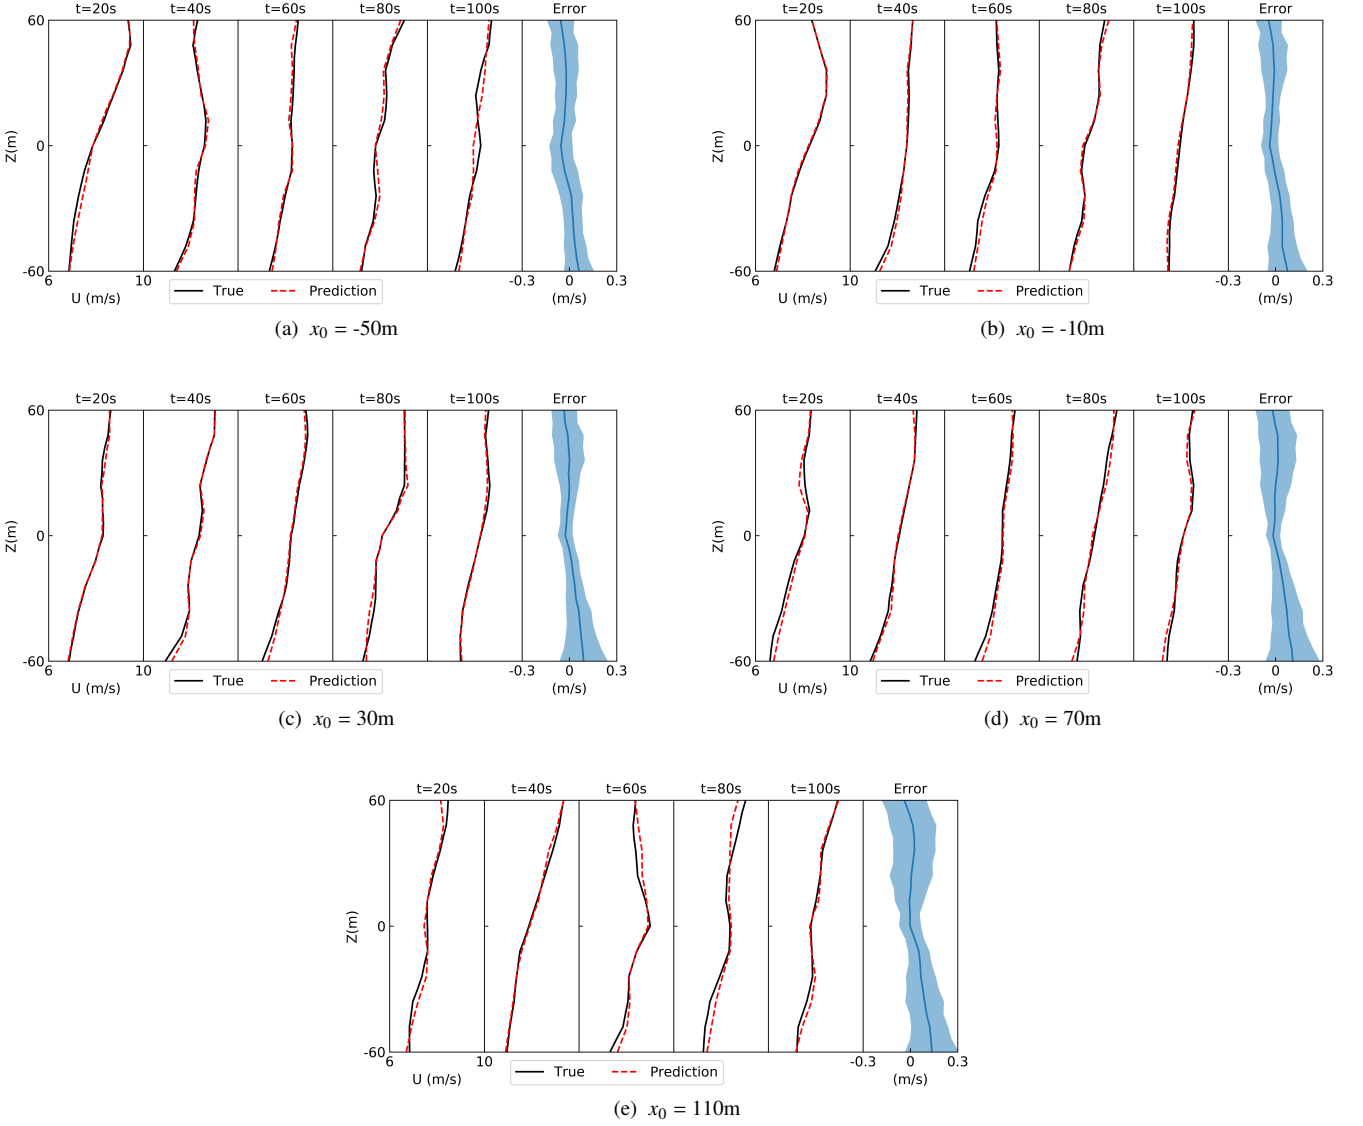 t=20s t=40s t=60s t=80s t=100s Error
60
Z(m)
0
-60
6 10 -0.3 0 0.3
U (m/s) True Prediction (m/s)
(a) x0 = -50m
t=20s t=40s t=60s t=80s t=100s Error
60
Z(m)
0
-60
6 10 -0.3 0 0.3
U (m/s) True Prediction (m/s)
(b) x0 = -10m
t=20s t=40s t=60s t=80s t=100s Error
60
Z(m)
0
-60
6 10 -0.3 0 0.3
U (m/s) True Prediction (m/s)
(c) x0 = 30m
t=20s t=40s t=60s t=80s t=100s Error
60
Z(m)
0
-60
6 10 -0.3 0 0.3
U (m/s) True Prediction (m/s)
(d) x0 = 70m
t=20s t=40s t=60s t=80s t=100s Error
60
Z(m)
0
-60
6 10 -0.3 0 0.3
U (m/s) True Prediction (m/s)
(e) x0 = 110m